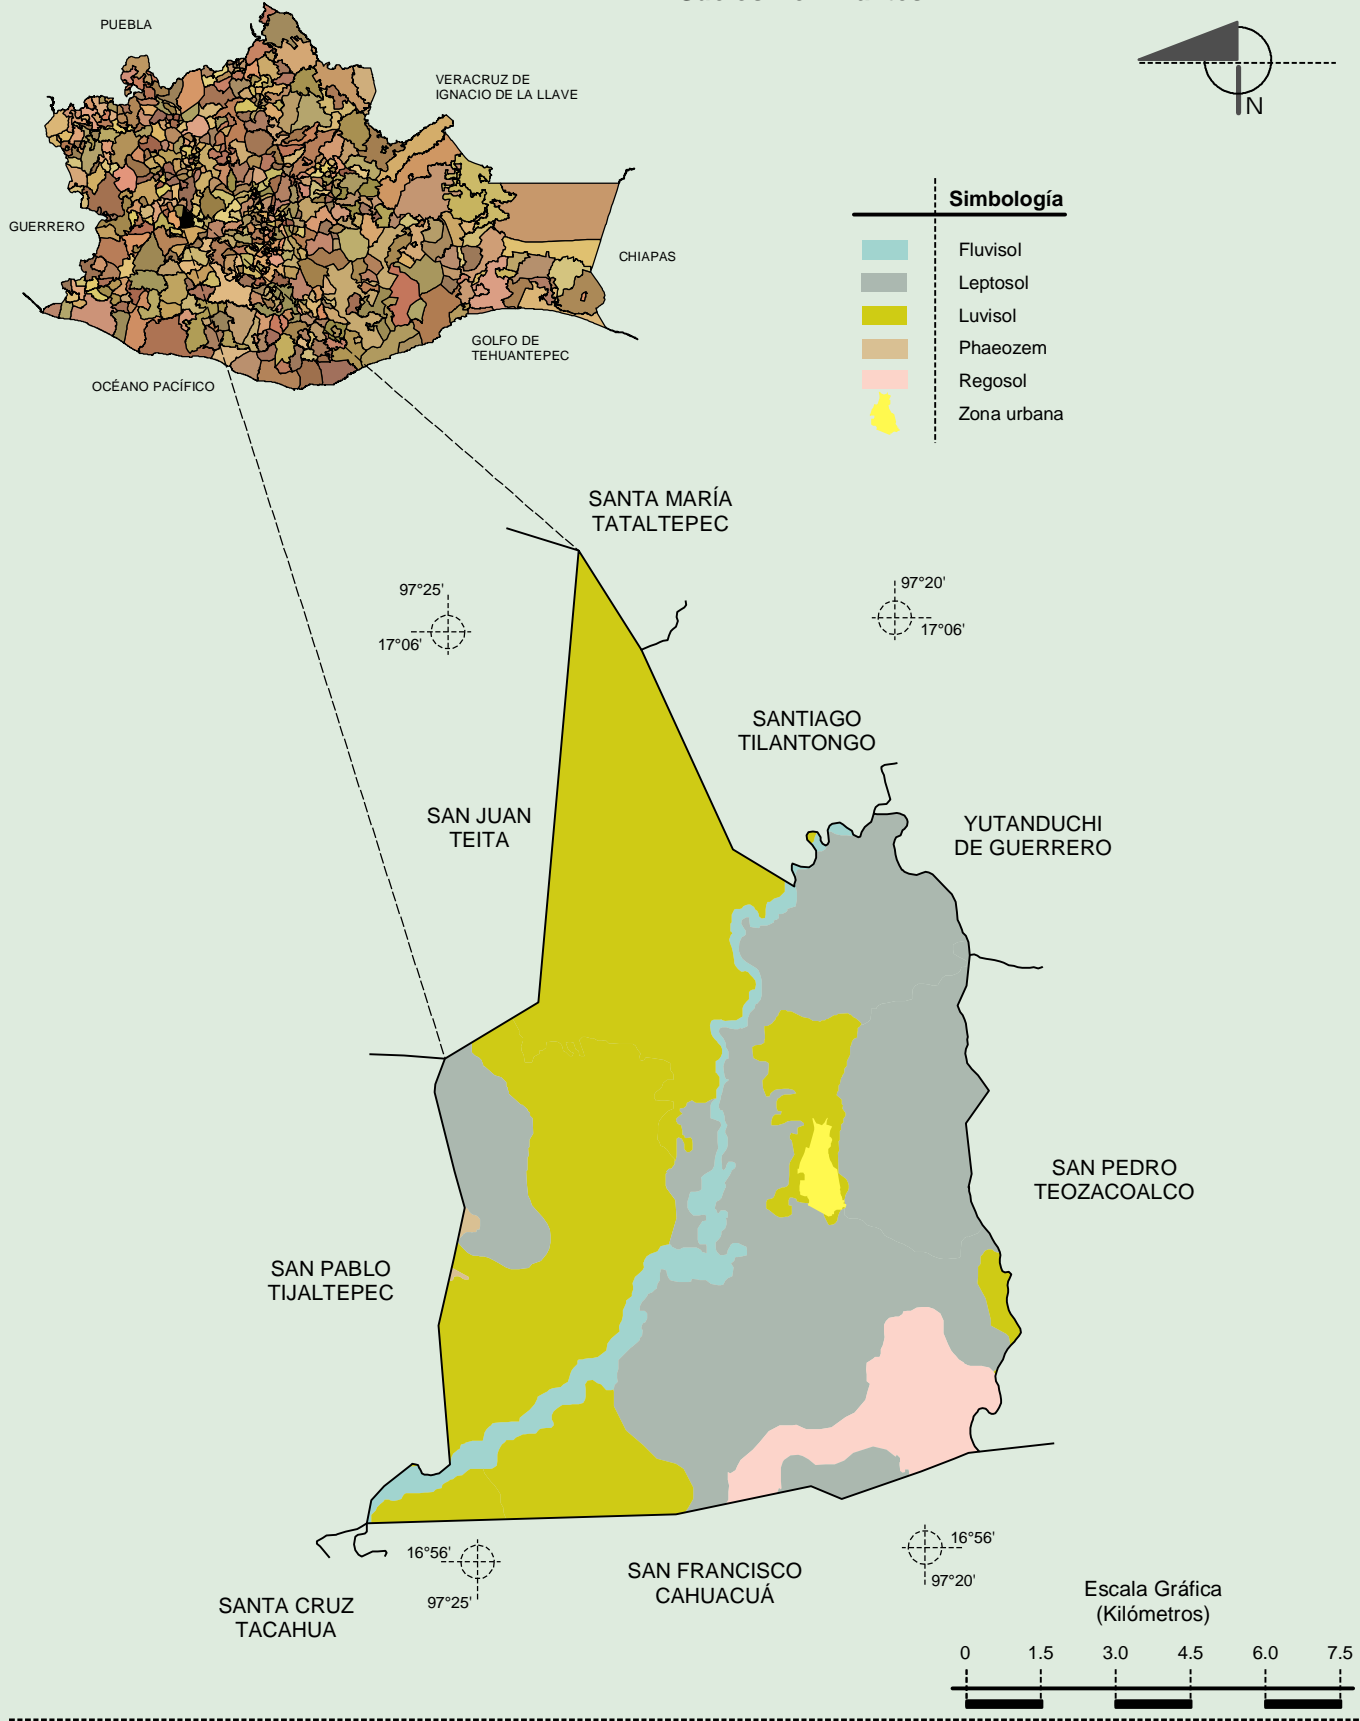 PUEBLA
VERACRUZ DE
IGNACIO DE LA LLAVE
GUERRERO
CHIAPAS
GOLFO DE
TEHUANTEPEC
OCÉANO PACÍFICO
N
Simbología
Fluvisol
Leptosol
Luvisol
Phaeozem
Regosol
Zona urbana
SANTA MARÍA
TATALTEPEC
97°25'
17°06'
97°20'
17°06'
SANTIAGO
TILANTONGO
SAN JUAN
TEITA
YUTANDUCHI
DE GUERRERO
SAN PEDRO
TEOZACOALCO
SAN PABLO
TIJALTEPEC
16°56'
97°25'
16°56'
97°20'
SAN FRANCISCO
CAHUACUÁ
SANTA CRUZ
TACAHUA
Escala Gráfica
(Kilómetros)
0 1.5 3.0 4.5 6.0 7.5